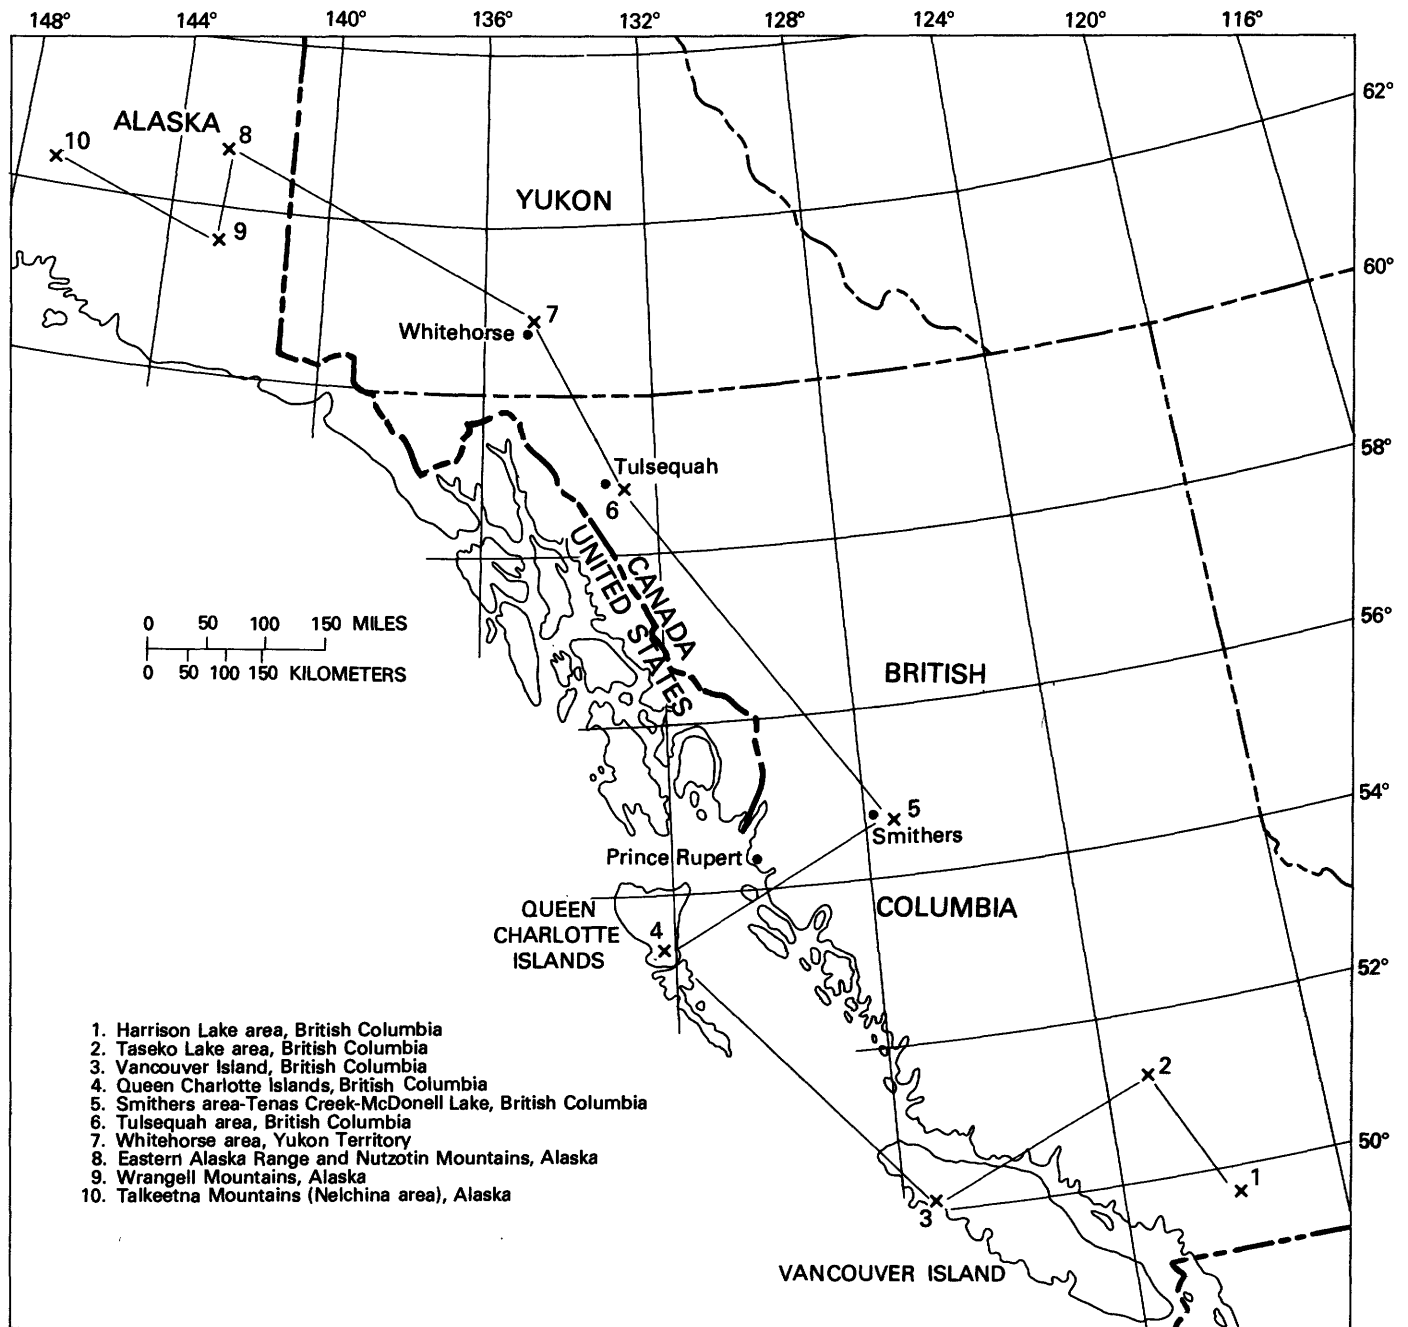 148° 144° 140° 136° 132° 128° 124° 120° 116°
62°
ALASKA
10
8
YUKON
9
60°
7
Whitehorse
58°
Tulsequah
6
UNITED STATES
CANADA
56°
0 50 100 150 MILES
0 50 100 150 KILOMETERS
BRITISH
54°
5
Smithers
Prince Rupert
COLUMBIA
QUEEN
CHARLOTTE
ISLANDS
4
52°
1. Harrison Lake area, British Columbia
2. Taseko Lake area, British Columbia
3. Vancouver Island, British Columbia
4. Queen Charlotte Islands, British Columbia
5. Smithers area-Tenas Creek-McDonell Lake, British Columbia
6. Tulsequah area, British Columbia
7. Whitehorse area, Yukon Territory
8. Eastern Alaska Range and Nutzotin Mountains, Alaska
9. Wrangell Mountains, Alaska
10. Talkeetna Mountains (Nelchina area), Alaska
2
50°
1
3
VANCOUVER ISLAND